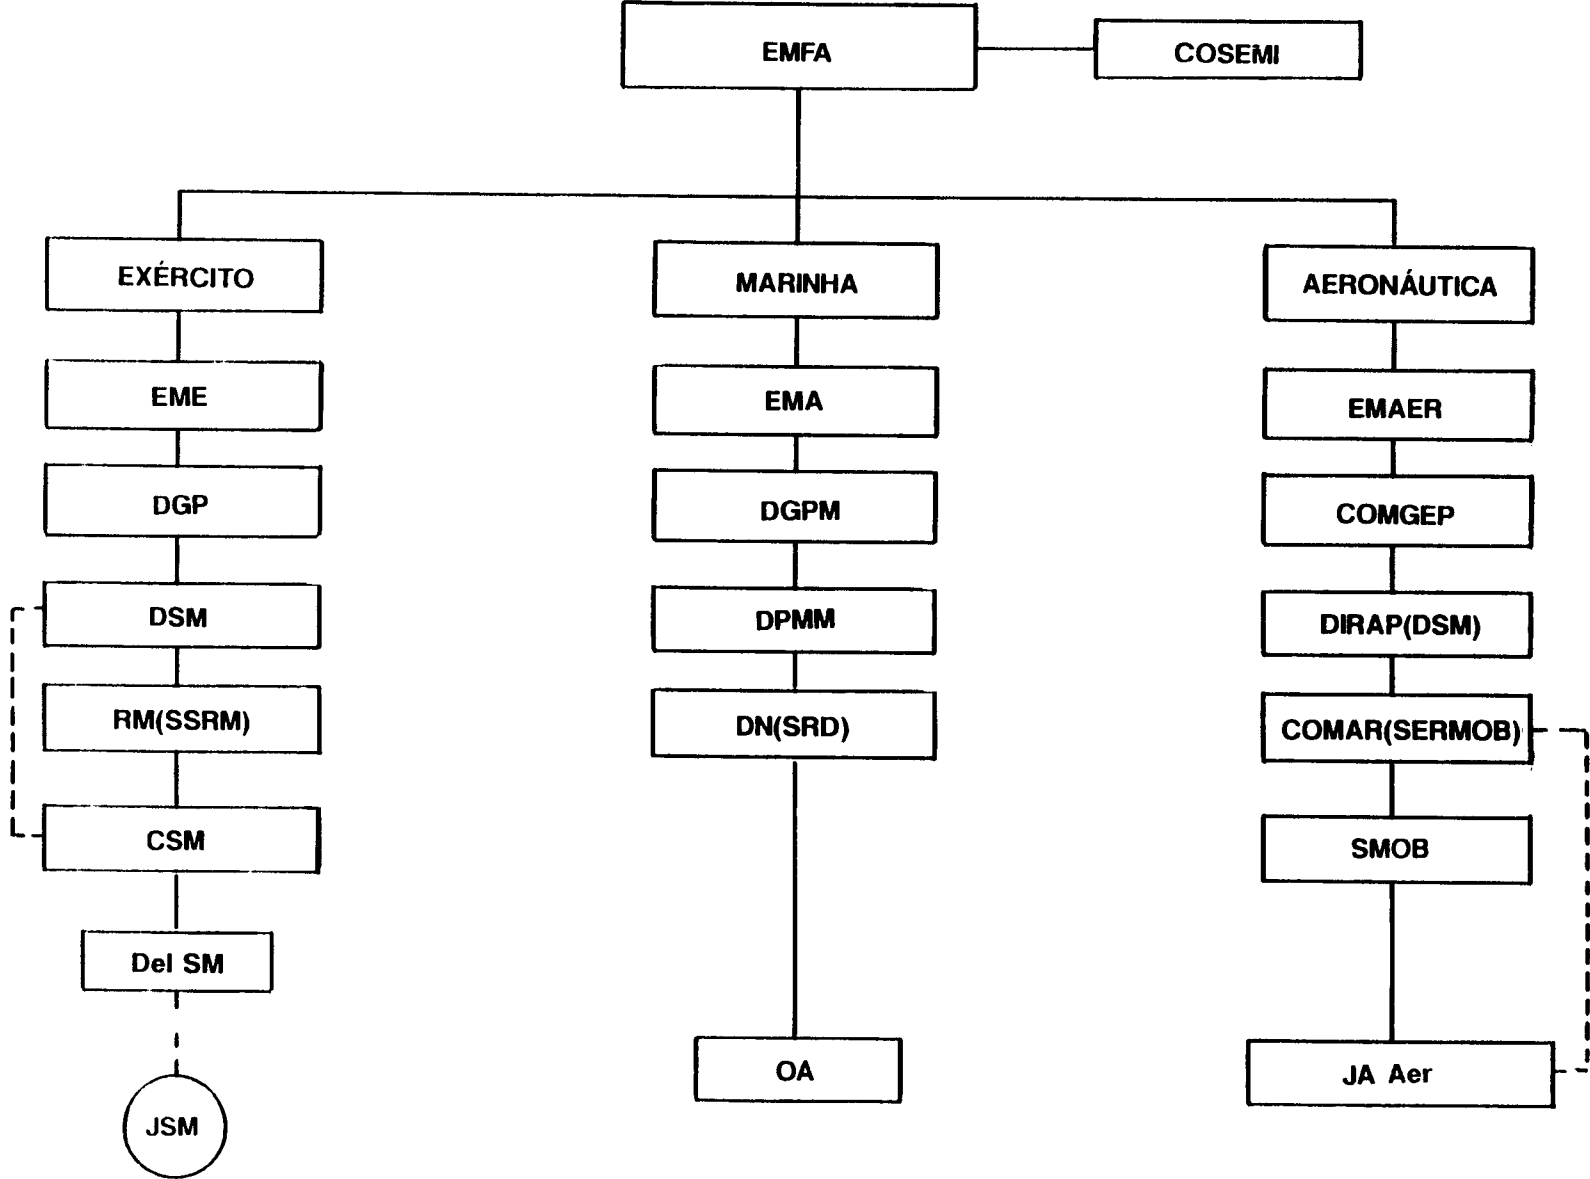 EMFA
COSEMI
EXÉRCITO
MARINHA
AERONÁUTICA
EME
EMA
EMAER
DGP
DGPM
COMGEP
DSM
DPMM
DIRAP(DSM)
RM(SSRM)
DN(SRD)
COMAR(SERMOB)
CSM
SMOB
Del SM
OA
JA Aer
JSM